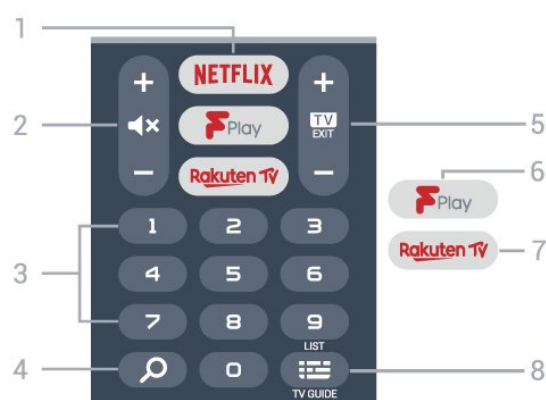 1
NETFLIX
+ +
2
TV
EXIT
5
F Play
6
- Rakuten TV -
F Play
1 2 3
Rakuten TV
7
3
4 5 6
7 8 9
LIST
4
0
8
TV GUIDE